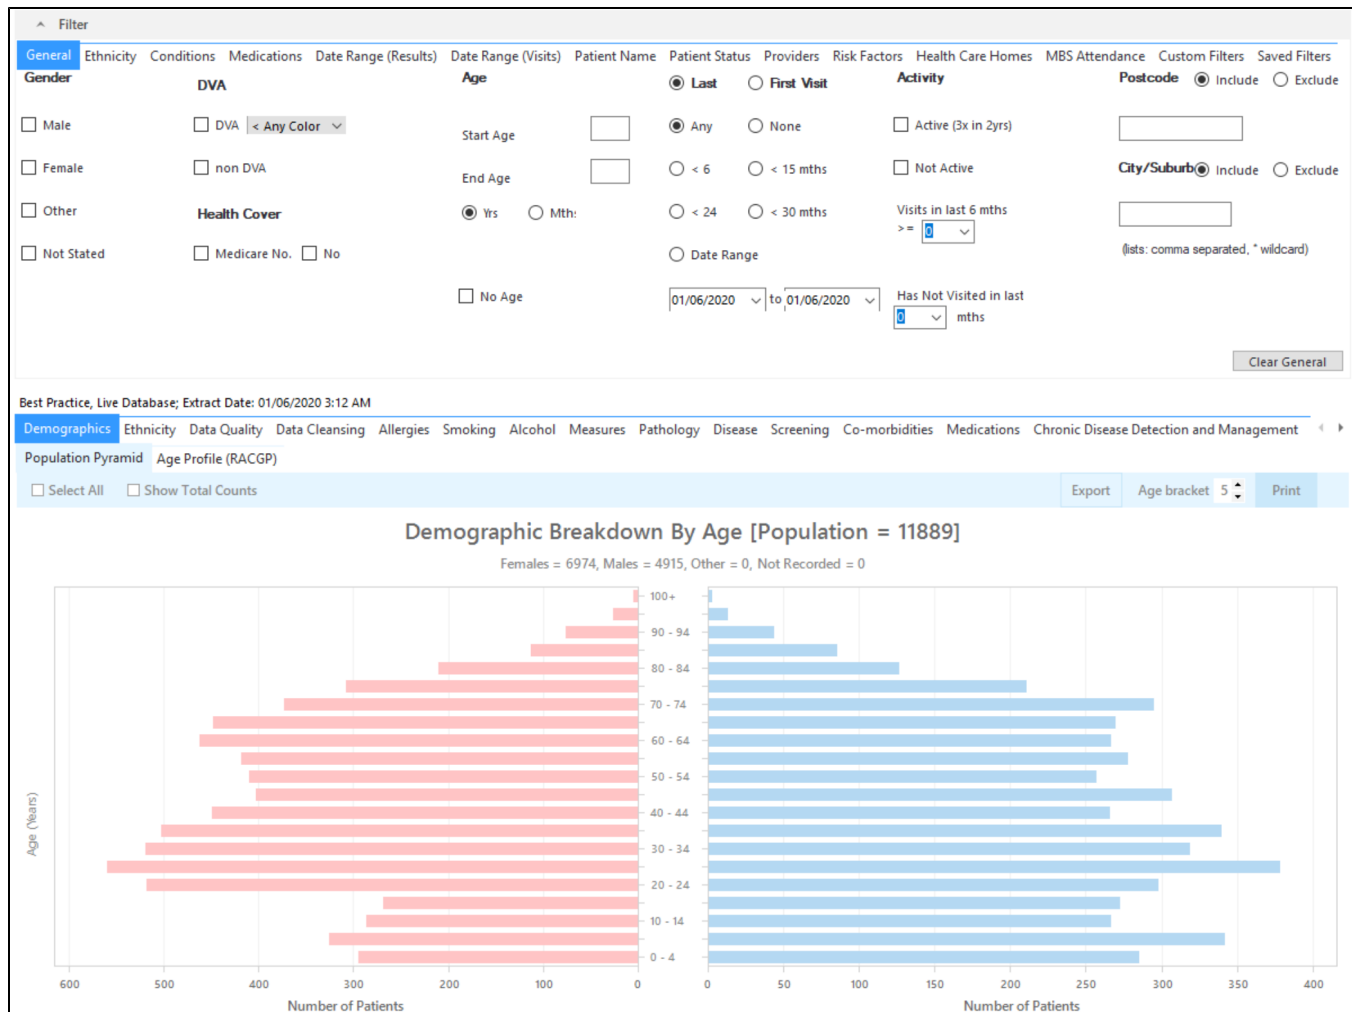 Filter
General Ethnicity Conditions Medications Date Range (Results) Date Range (Visits) Patient Name Patient Status Providers Risk Factors Health Care Homes MBS Attendance Custom Filters Saved Filters
Gender DVA Age Last First Visit Activity Postcode Include Exclude
Male DVA < Any Color Start Age Any None Active (3x in 2yrs)
Female non DVA End Age < 6 < 15 mths Not Active City/Suburb Include Exclude
Other Health Cover Yrs Mth: < 24 < 30 mths Visits in last 6 mths
>= 0
Not Stated Medicare No. No Date Range (lists: comma separated, * wildcard)
No Age 01/06/2020 to 01/06/2020 Has Not Visited in last
0 mths
Clear General
Best Practice, Live Database; Extract Date: 01/06/2020 3:12 AM
Demographics Ethnicity Data Quality Data Cleansing Allergies Smoking Alcohol Measures Pathology Disease Screening Co-morbidities Medications Chronic Disease Detection and Management
Population Pyramid Age Profile (RACGP)
Select All Show Total Counts Export Age bracket 5 Print
Demographic Breakdown By Age [Population = 11889]
Females = 6974, Males = 4915, Other = 0, Not Recorded = 0
100+
90 - 94
80 - 84
70 - 74
60 - 64
50 - 54
40 - 44
30 - 34
20 - 24
10 - 14
0 - 4
Age (Years)
600 500 400 300 200 100 0 0 50 100 150 200 250 300 350 400
Number of Patients Number of Patients